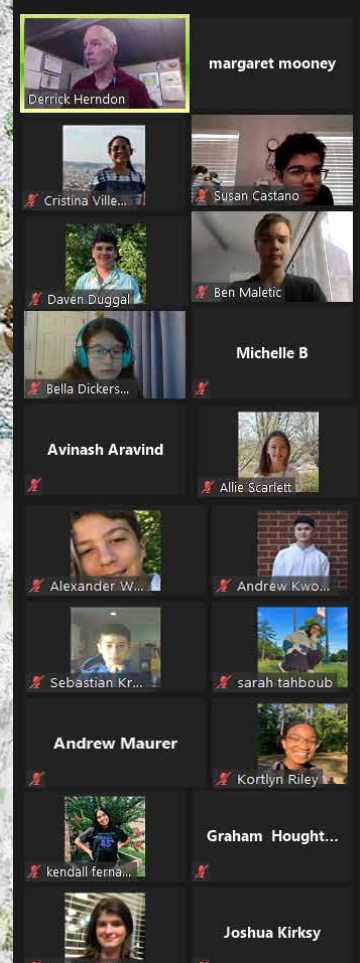 Derrick Herndon
margaret mooney
Cristina Ville...
Susan Castano
Daven Duggal
Ben Maletic
Bella Dickers...
Michelle B
Avinash Aravind
Allie Scarlett
Alexander W...
Andrew Kwo...
Sebastian Kr...
sarah tahboub
Andrew Maurer
Kortlyn Riley
kendall ferna...
Graham Hought...
Joshua Kirksy